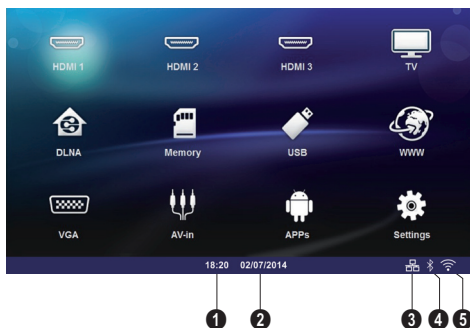 HDMI 1 HDMI 2 HDMI 3 TV
DLNA Memory USB WWW
VGA AV-in APPs Settings
18:20 02/07/2014
1 2 3 4 5